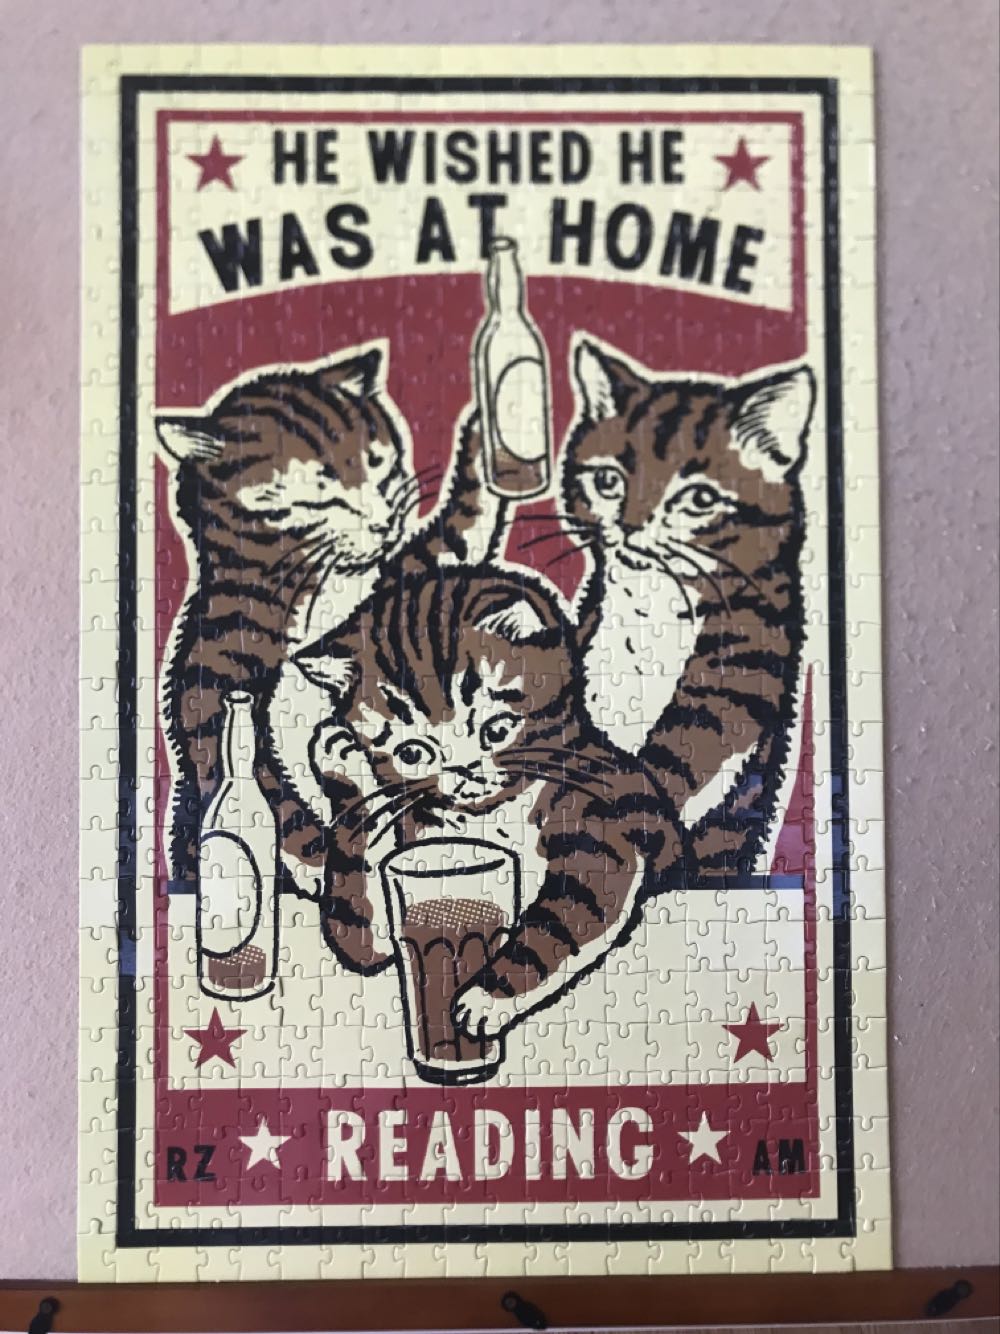 HE WISHED HE
WAS AT HOME
READING
RZ
AM